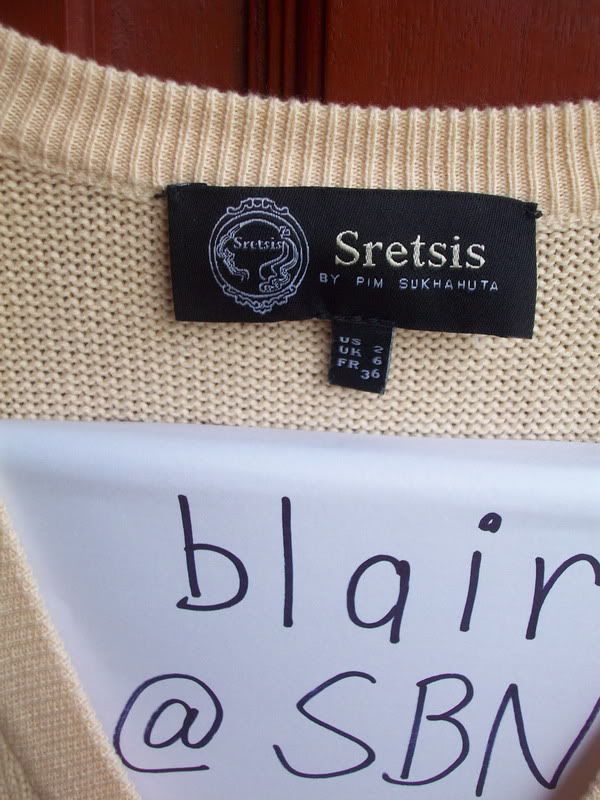 Sretsis
Sretsis
BY PIM SUKHAHUTA
US 2
UK 6
FR 36
blair
@ SBN